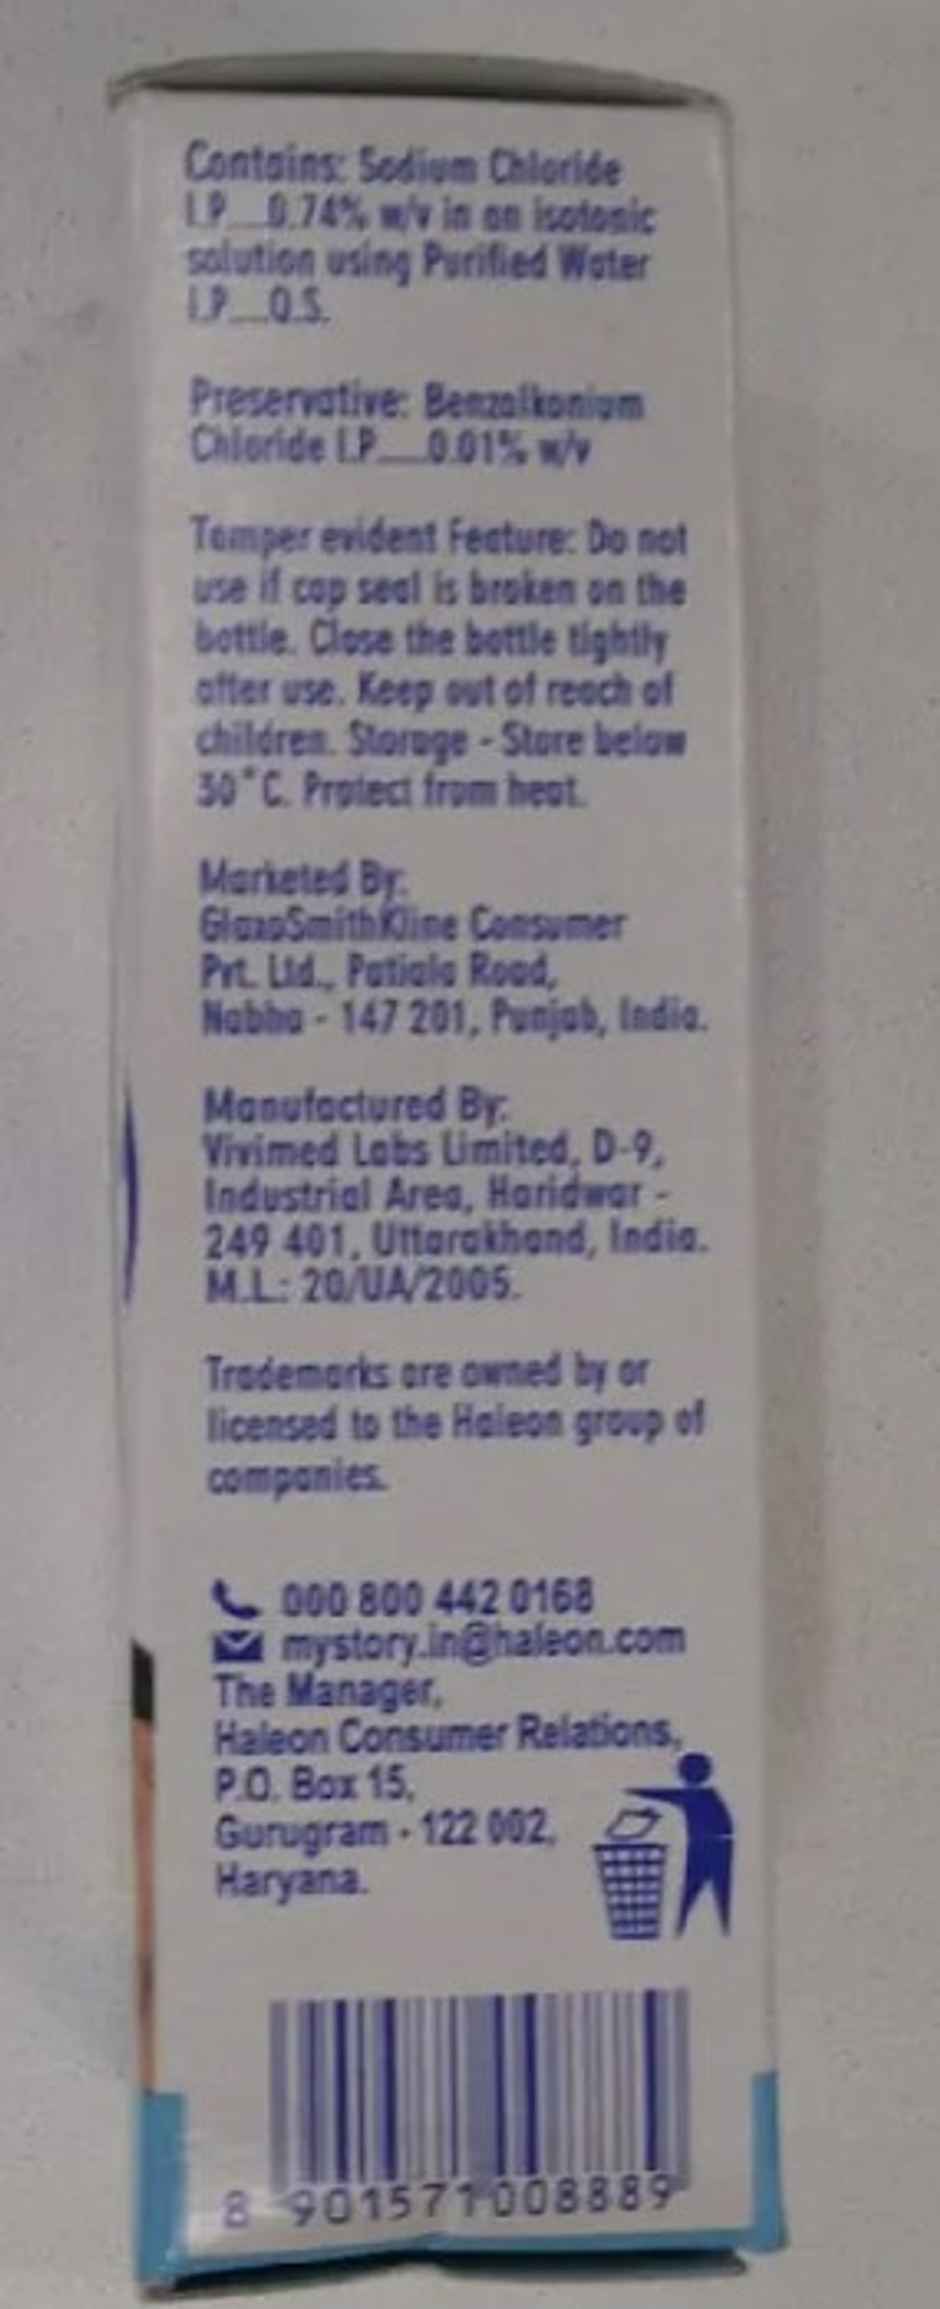 Contains: Sodium Chloride
I.P.....0.74% w/v in an isotonic
solution using Purified Water
I.P.....Q.S.
Preservative: Benzalkonium
Chloride I.P.....0.01% w/v
Tamper evident Feature: Do not
use if cap seal is broken on the
bottle. Close the bottle tightly
after use. Keep out of reach of
children. Storage - Store below
30°C. Protect from heat.
Marketed By:
GlaxoSmithKline Consumer
Pvt. Ltd., Patiala Road,
Nabha - 147 201, Punjab, India.
Manufactured By:
Vivimed Labs Limited, D-9,
Industrial Area, Haridwar -
249 401, Uttarakhand, India.
M.L.: 20/UA/2005.
Trademarks are owned by or
licensed to the Haleon group of
companies.
000 800 442 0168
mystory.in@haleon.com
The Manager,
Haleon Consumer Relations,
P.O. Box 15,
Gurugram - 122 002,
Haryana.
8 901571 008889